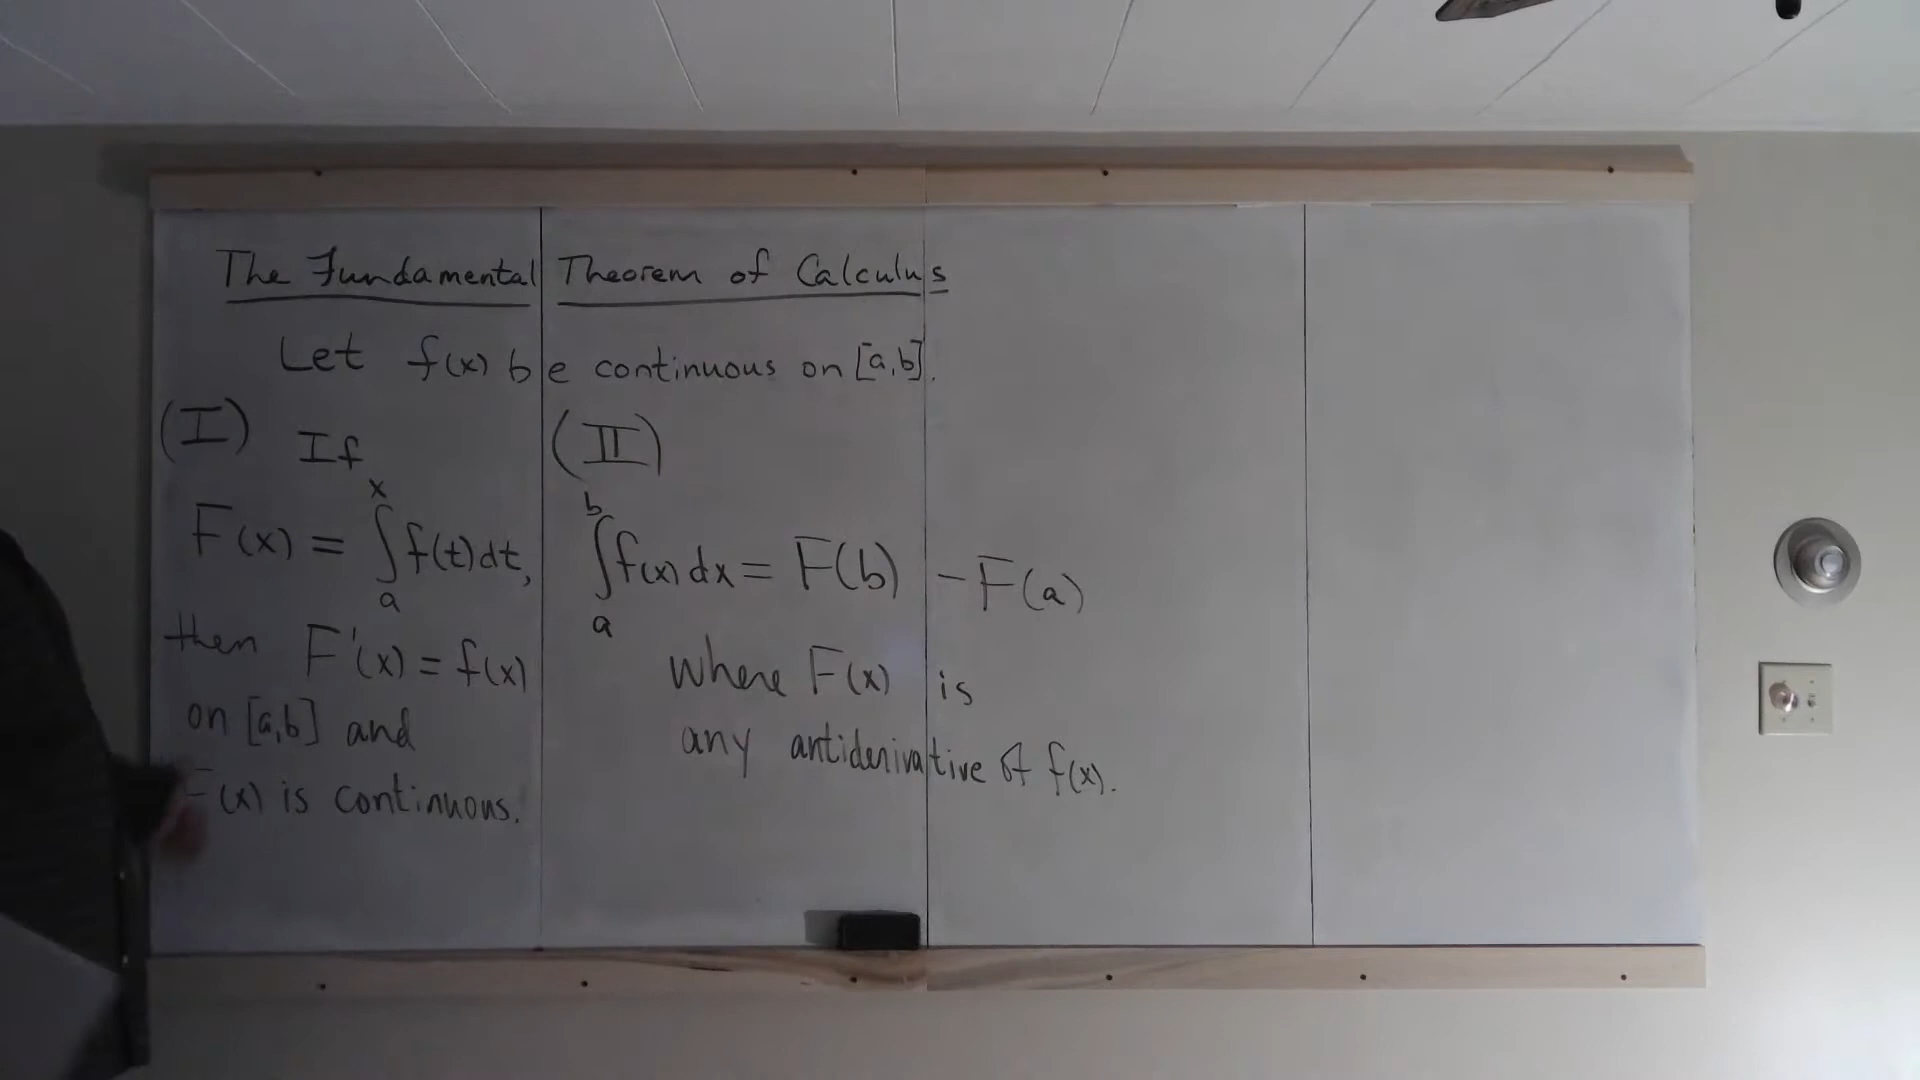 The Fundamental Theorem of Calculus
Let f(x) be continuous on [a,b].
(I) If
F(x) = ∫ₐˣ f(t)dt,
then F'(x) = f(x)
on [a,b] and
F(x) is continuous.
(II)
∫ₐᵇ f(x)dx = F(b) - F(a)
where F(x) is
any antiderivative of f(x).